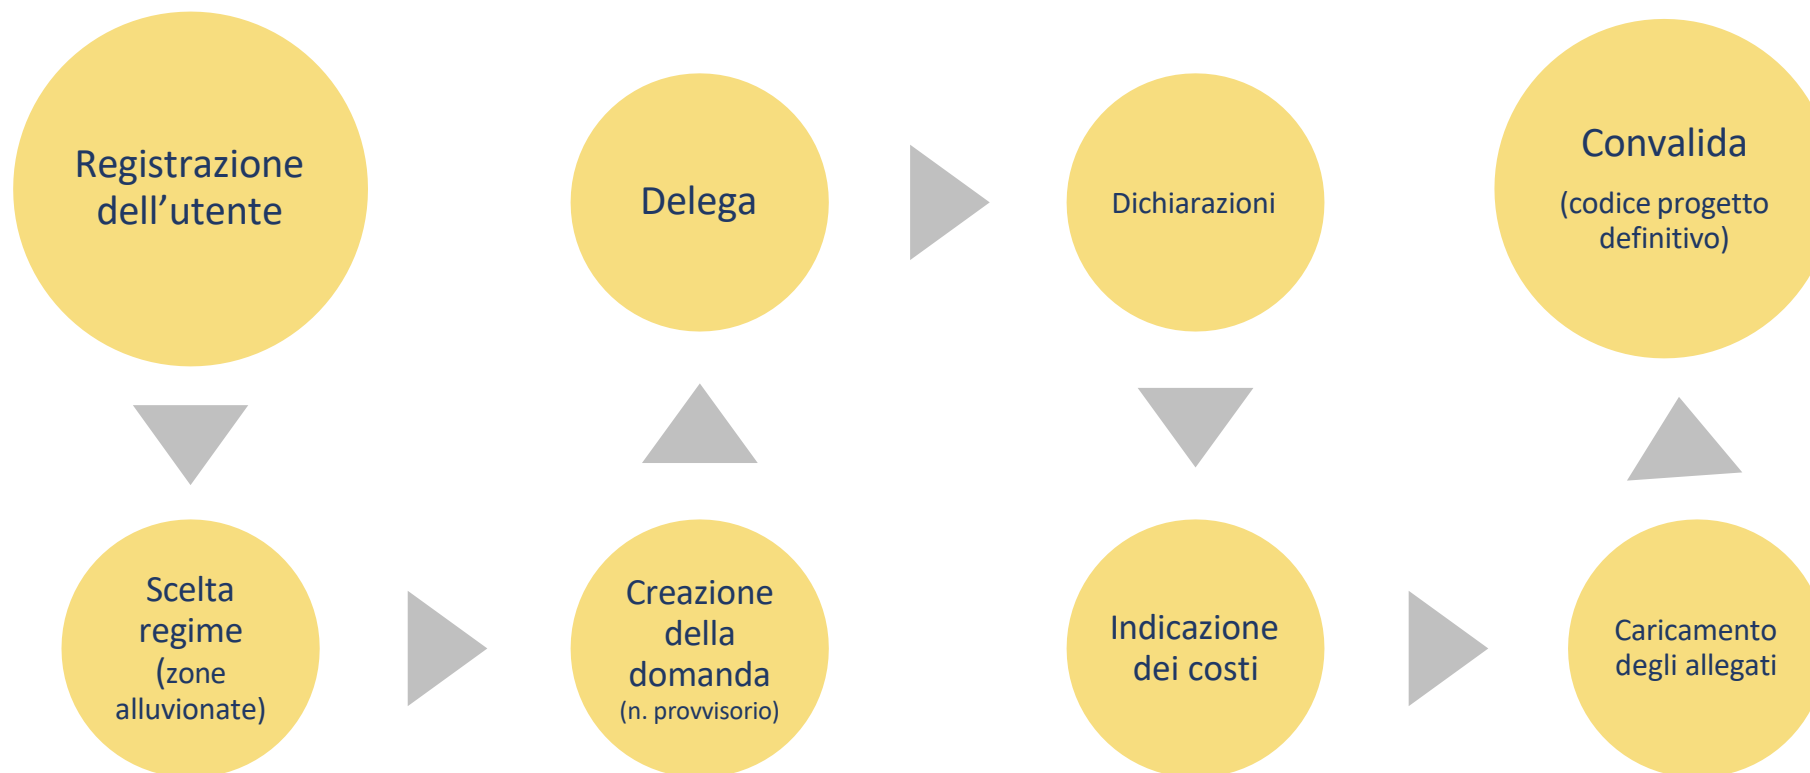 Registrazione
dell’utente
Scelta
regime
(zone
alluvionate)
Creazione
della
domanda
(n. provvisorio)
Delega
Dichiarazioni
Indicazione
dei costi
Caricamento
degli allegati
Convalida
(codice progetto
definitivo)